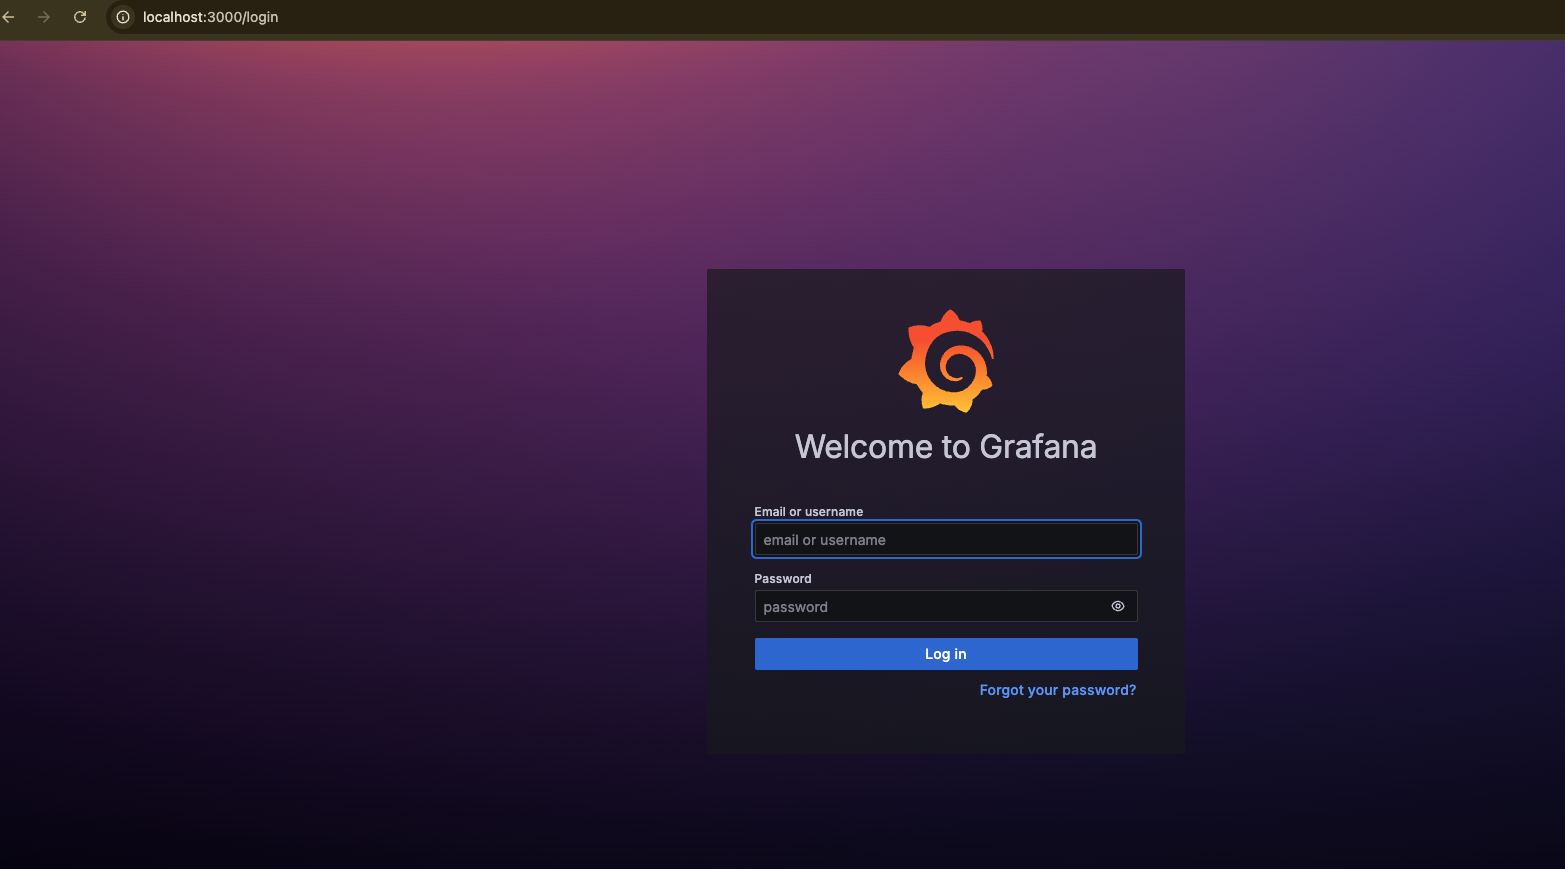 localhost:3000/login
Welcome to Grafana
Email or username
email or username
Password
password
Log in
Forgot your password?